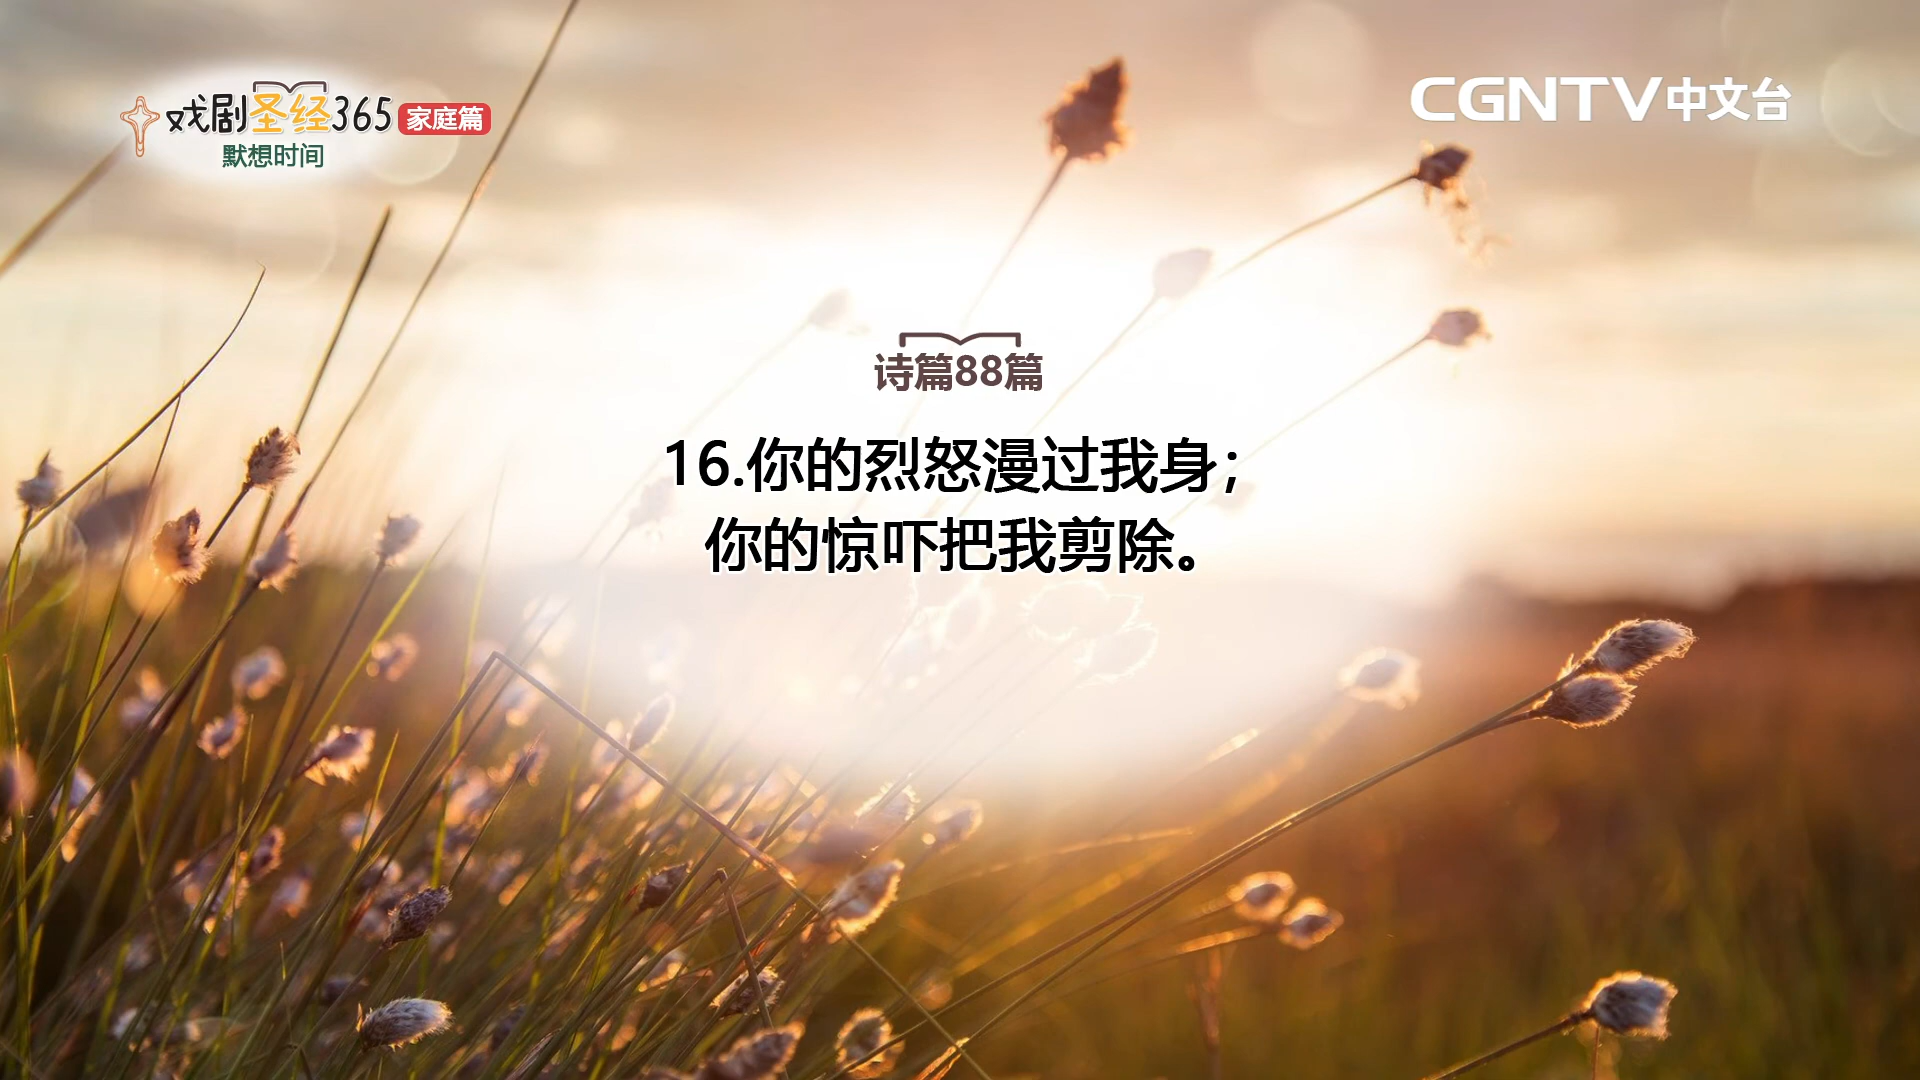 戏剧圣经365 家庭篇
默想时间
CGNTV中文台
诗篇88篇
16.你的烈怒漫过我身；
你的惊吓把我剪除。